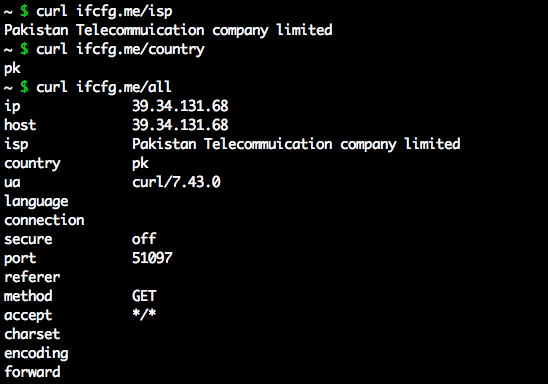 ~ $ curl ifcfg.me/isp
Pakistan Telecommuication company limited
~ $ curl ifcfg.me/country
pk
~ $ curl ifcfg.me/all
ip 39.34.131.68
host 39.34.131.68
isp Pakistan Telecommuication company limited
country pk
ua curl/7.43.0
language
connection
secure off
port 51097
referer
method GET
accept */*
charset
encoding
forward